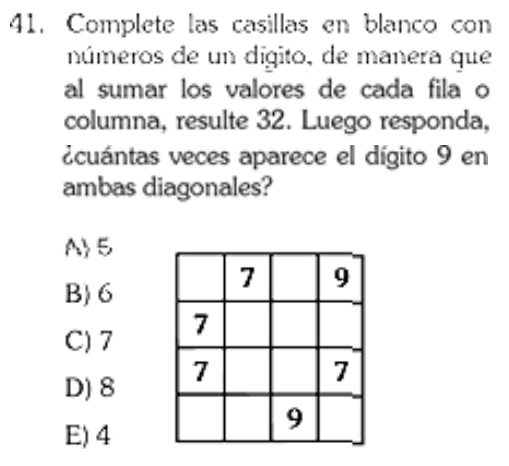 41. Complete las casillas en blanco con
números de un dígito, de manera que
al sumar los valores de cada fila o
columna, resulte 32. Luego responda,
¿cuántas veces aparece el dígito 9 en
ambas diagonales?
A) 5
B) 6
C) 7
D) 8
E) 4
7 9
7
7 7
9